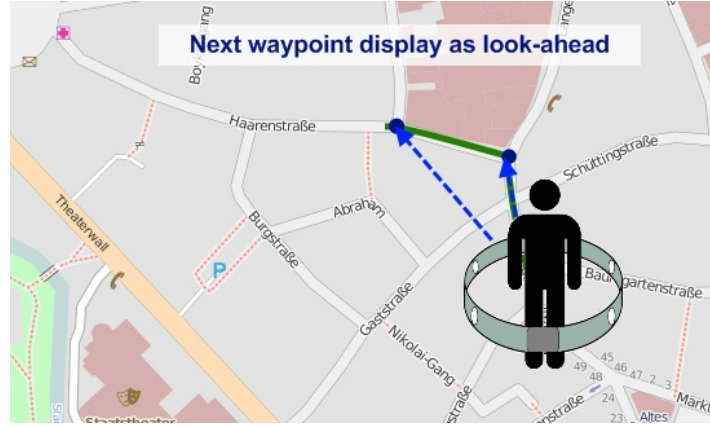 Next waypoint display as look-ahead
Haarenstraße
Schüttingstraße
Theaterwall
Burgstraße
Abraham
P
Gaststraße
Nikolai-Gang
Baumgartenstraße
45
46
47
2
3
49
48
24
23
Markt
Altes
Staatstheater